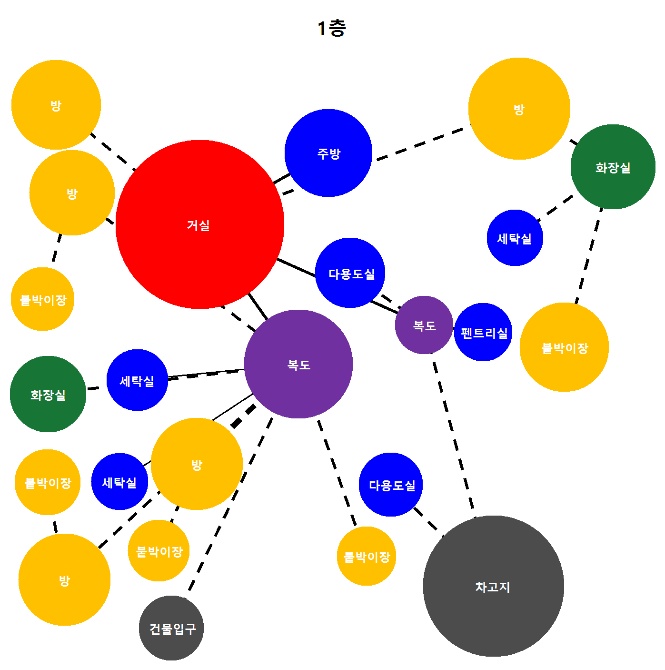 1층
방
방
주방
화장실
방
거실
세탁실
다용도실
붙박이장
복도
펜트리실
붙박이장
복도
세탁실
화장실
방
붙박이장
세탁실
다용도실
붙박이장
붙박이장
방
차고지
건물입구